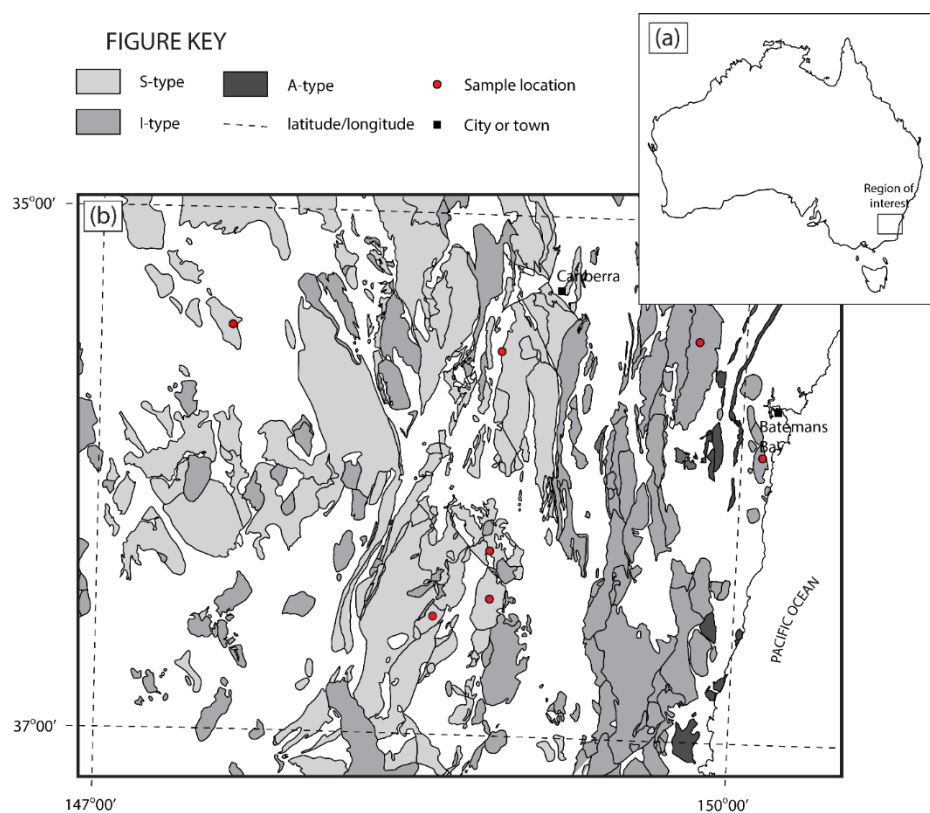 FIGURE KEY
S-type
A-type
Sample location
I-type
latitude/longitude
City or town
(a)
Region of
interest
35°00'
(b)
Canberra
Batemans
Bay
PACIFIC OCEAN
37°00'
147°00'
150°00'